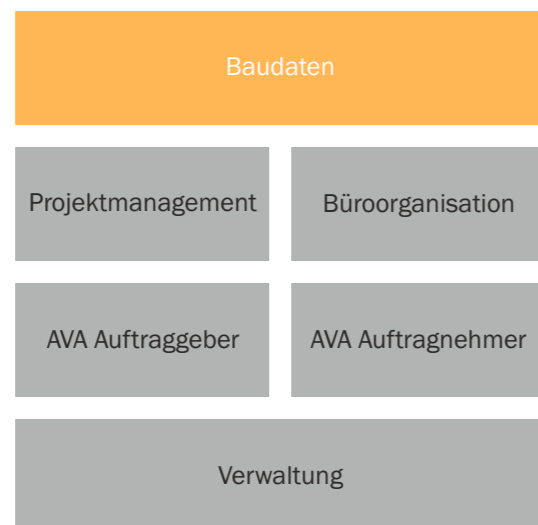 Baudaten
Projektmanagement
Büroorganisation
AVA Auftraggeber
AVA Auftragnehmer
Verwaltung